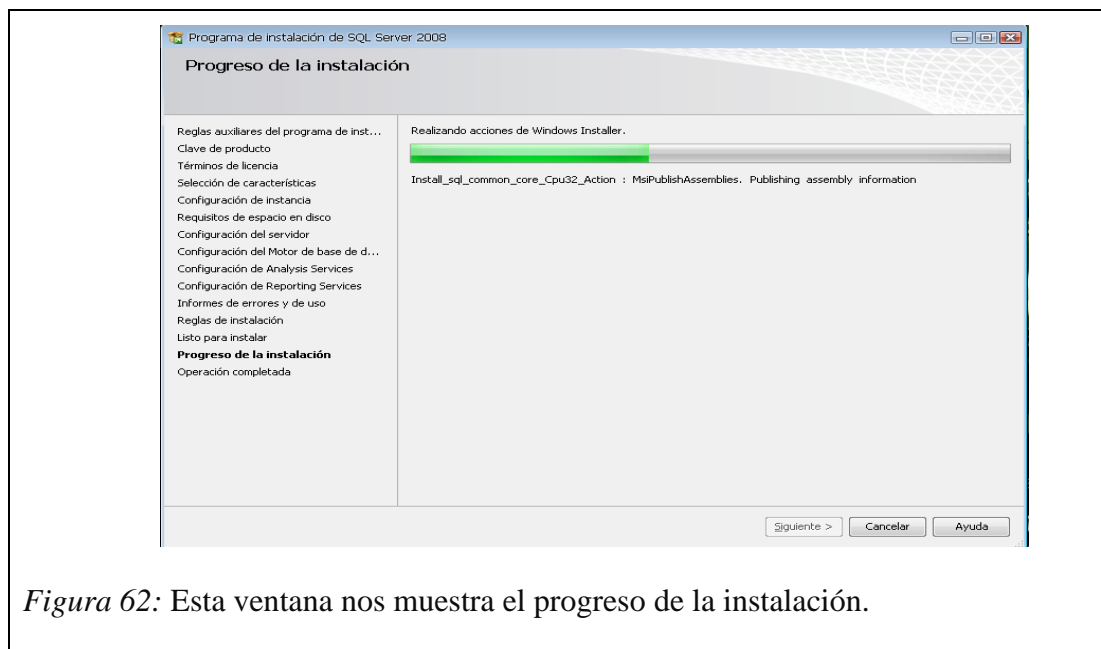 Programa de instalación de SQL Server 2008
Progreso de la instalación
Reglas auxiliares del programa de inst...
Clave de producto
Términos de licencia
Selección de características
Configuración de instancia
Requisitos de espacio en disco
Configuración del servidor
Configuración del Motor de base de d...
Configuración de Analysis Services
Configuración de Reporting Services
Informes de errores y de uso
Reglas de instalación
Listo para instalar
Progreso de la instalación
Operación completada
Realizando acciones de Windows Installer.
Install_sql_common_core_Cpu32_Action : MsiPublishAssemblies. Publishing assembly information
Siguiente > Cancelar Ayuda
Figura 62: Esta ventana nos muestra el progreso de la instalación.